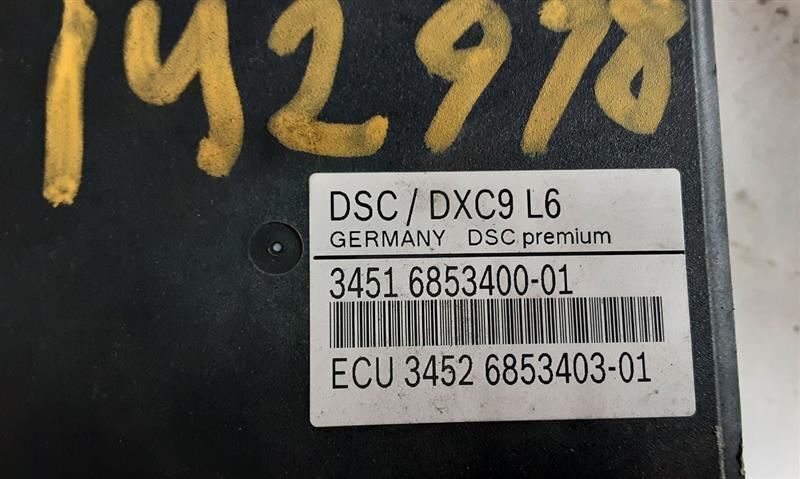 142978
DSC / DXC9 L6
GERMANY DSC premium
3451 6853400-01
ECU 3452 6853403-01